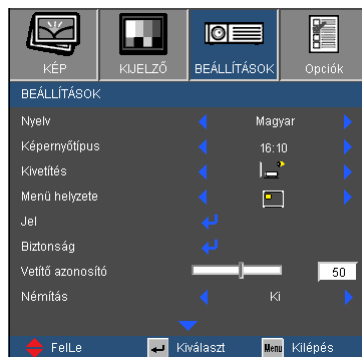 KÉP KIJELZŐ BEÁLLÍTÁSOK Opciók
BEÁLLÍTÁSOK
Nyelv Magyar
Képernyőtípus 16:10
Kivetítés
Menü helyzete
Jel
Biztonság
Vetítő azonosító 50
Némítás Ki
FelLe Kiválaszt Menu Kilépés